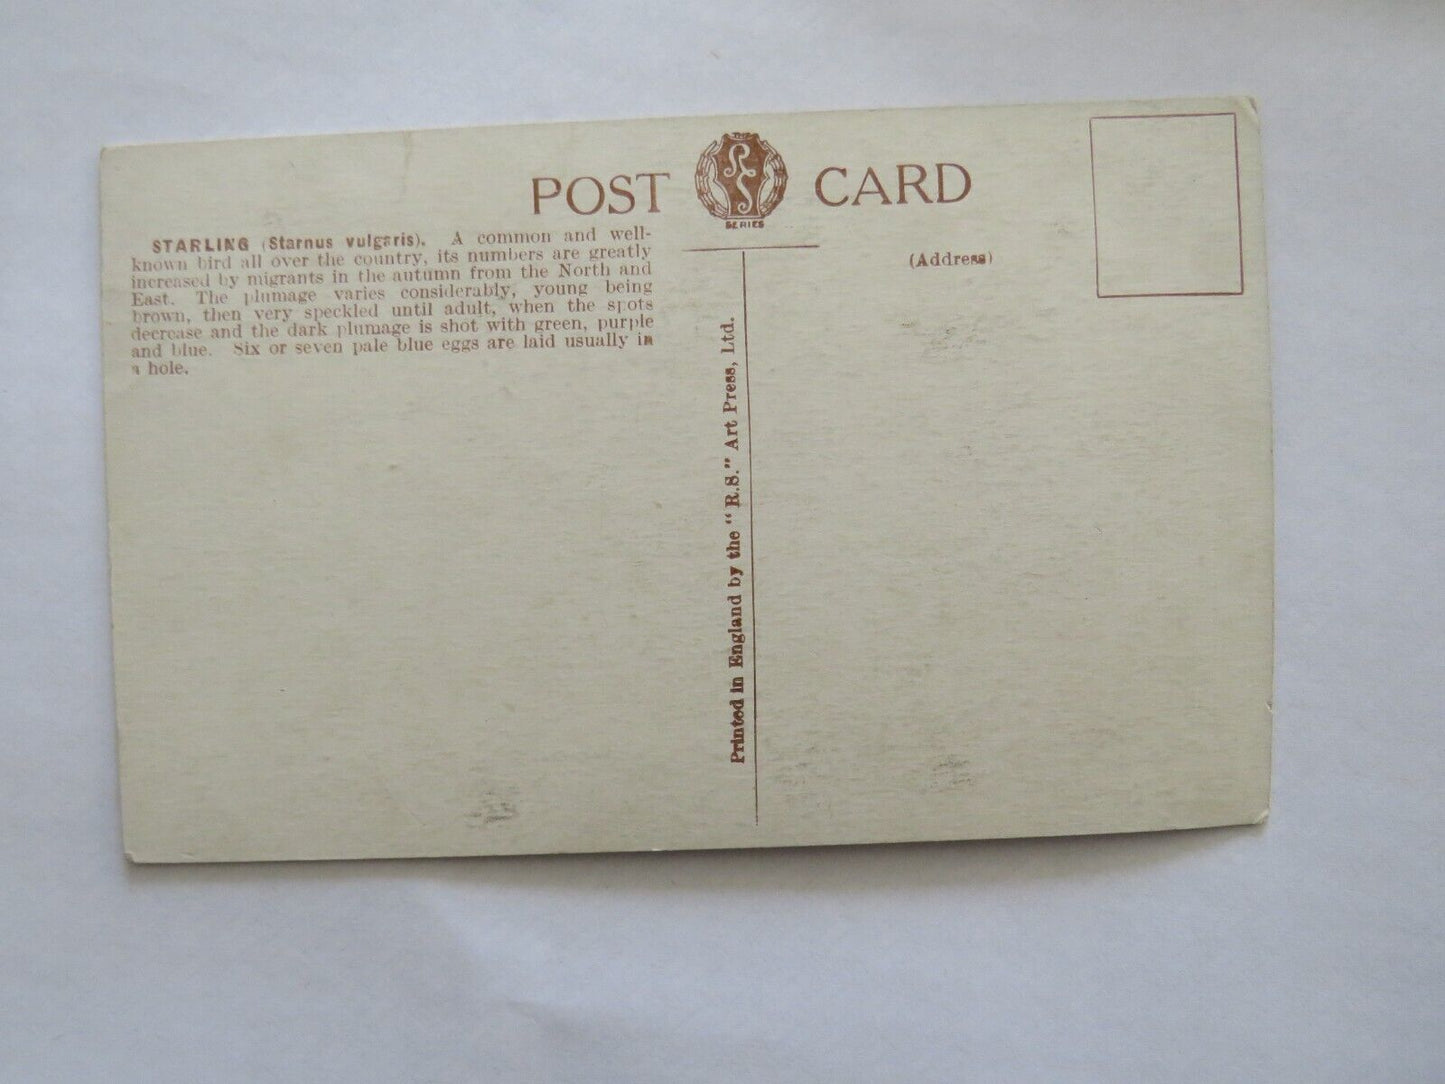 POST CARD
THE
RS
SERIES
STARLING (Starnus vulgaris). A common and well-
known bird all over the country, its numbers are greatly
increased by migrants in the autumn from the North and
East. The plumage varies considerably, young being
brown, then very speckled until adult, when the spots
decrease and the dark plumage is shot with green, purple
and blue. Six or seven pale blue eggs are laid usually in
a hole.
Printed in England by the "R.S." Art Press, Ltd.
(Address)